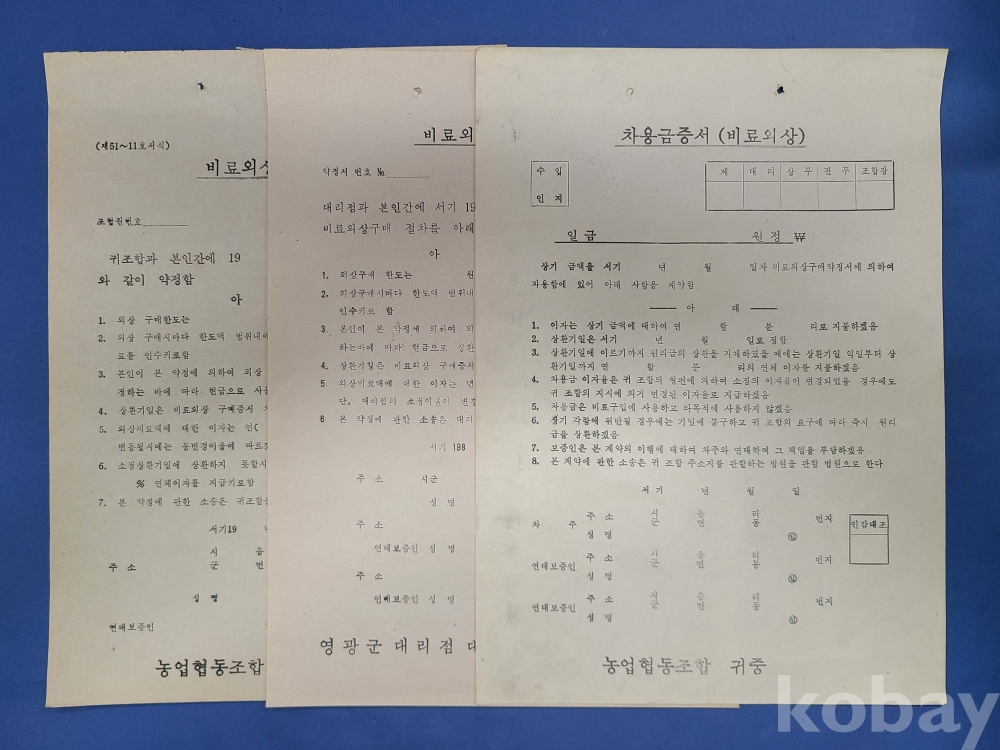 (제51~11호서식)
비료외상
조합원번호
귀조합과 본인간에 19
와 같이 약정함
아
1. 외상 구매한도는
2. 외상 구매시마다 한도액 범위내에
료를 인수키로함
3. 본인이 본 약정에 의하여 외상
정하는 바에 따라 현금으로 사용
4. 상환기일은 비료외상 구매증서
5. 외상비료대에 대한 이자는 연(
변동될시에는 동변경이율에 따르것
6. 소정상환기일에 상환하지 못할시
% 연체이자를 지급키로함
7. 본 약정에 관한 소송은 귀조합을
서기19 년
시 읍
주 소 군 면
성 명
연대보증인
농업협동조합
비료외
약정서 번호 №
대리점과 본인간에 서기 19
비료외상구매 절차를 아래
아
1. 외상구매 한도는 원
2. 외상구매시마다 한도액 범위내
인수키로 함
3. 본인이 본 약정에 의하여 외
하는바에 따라 현금으로 상환
4. 상환기일은 비료외상 구매증서
5. 외상비료대에 대한 이자는 년
단, 대리점의 소정이율이 변경
6 본 약정에 관한 소송은 대리
서기 198
주 소 시군
성 명
주 소
연대보증인 성 명
주 소
연대보증인 성 명
영광군대리점 대
차용금증서 (비료외상)
수 입
인 지
계 대 리 상 무 전 무 조합장
일금 원정 ₩
상기 금액을 서기 년 월 일자 비료외상구매약정서에 의하여
차용함에 있어 아래 사항을 계약함
아 래
1. 이자는 상기 금액에 대하여 연 할 분 리로 지불하겠음
2. 상환기일은 서기 년 월 일로 정함
3. 상환기일에 이르기까지 원리금의 상환을 지체하였을 때에는 상환기일 익일부터 상
환기일까지 연 할 분 리의 연체 이자를 지불하겠음
4. 차용금 이자율은 귀 조합의 형편에 의하여 소정의 이자율이 변경되었을 경우에도
귀 조합의 지시에 의거 변경된 이자율로 지급하겠음
5. 차용금은 비료구입에 사용하고 타목적에 사용하지 않겠음
6. 상기 각항에 위반될 경우에는 기일에 불구하고 귀 조합의 요구에 따라 즉시 원리
금을 상환하겠음
7. 보증인은 본 계약의 이행에 대하여 차주와 연대하여 그 책임을 부담하겠음
8. 본 계약에 관한 소송은 귀 조합 주소지를 관할하는 법원을 관할 법원으로 한다
서 기 년 월 일
차 주 주 소 시 군 읍 면 리 동 번지
성 명 ㊞
인감대조
연대보증인 주 소 시 군 읍 면 리 동 번지
성 명 ㊞
연대보증인 주 소 시 군 읍 면 리 동 번지
성 명 ㊞
농업협동조합 귀중
kobay